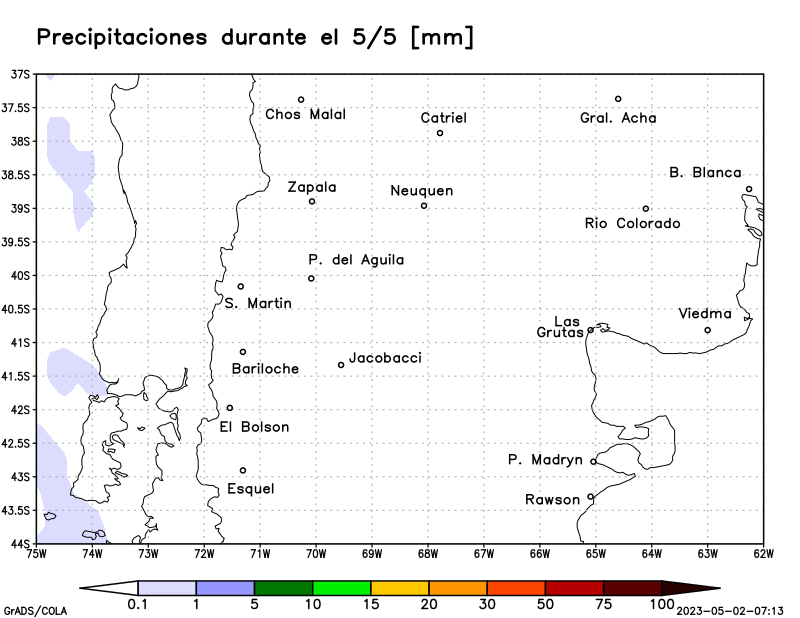 Precipitaciones durante el 5/5 [mm]
37S
37.5S
38S
38.5S
39S
39.5S
40S
40.5S
41S
41.5S
42S
42.5S
43S
43.5S
44S
Chos Malal
Catriel
Gral. Acha
B. Blanca
Zapala
Neuquen
Rio Colorado
P. del Aguila
S. Martin
Las
Grutas
Viedma
Bariloche
Jacobacci
El Bolson
P. Madryn
Esquel
Rawson
75W 74W 73W 72W 71W 70W 69W 68W 67W 66W 65W 64W 63W 62W
0.1 1 5 10 15 20 30 50 75 100
GrADS/COLA
2023-05-02-07:13